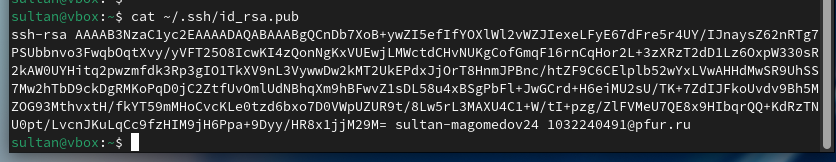 sultan@vbox:~$ cat ~/.ssh/id_rsa.pub
ssh-rsa AAAAB3NzaC1yc2EAAAADAQABAAABgQCnDb7XoB+ywZI5efIfYOXlWl2vWZJIexeLFyE67dFre5r4UY/IJnaysZ62nRTg7
PSUbbnvo3FwqbOqtXvy/yVFT25O8IcwKI4zQonNgKxVUEwjLMWctdCHvNUKgCofGmqF16rnCqHor2L+3zXRzT2dD1Lz6OxpW330sR
2kAW0UYHitq2pwzmfdk3Rp3gIO1TkXV9nL3VywwDw2kMT2UkEPdxJjOrT8HnmJPBnc/htZF9C6CElplb52wYxLVwAHHdMwSR9UhSS
7Mw2hTbD9ckDgRMKoPqD0jC2ZtfUvOmlUdNBhqXm9hBFwvZ1sDL58u4xBSgPbFl+JwGCrd+H6eiMU2sU/TK+7ZdIJFkoUvdv9Bh5M
ZOG93MthvxtH/fkYT59mMHoCvcKLe0tzd6bxo7D0VWpUZUR9t/8Lw5rL3MAXU4C1+W/tI+pzg/ZlFVMeU7QE8x9HIbqrQQ+KdRzTN
U0pt/LvcnJKuLqCc9fzHIM9jH6Ppa+9Dyy/HR8x1jjM29M= sultan-magomedov24 1032240491@pfur.ru
sultan@vbox:~$